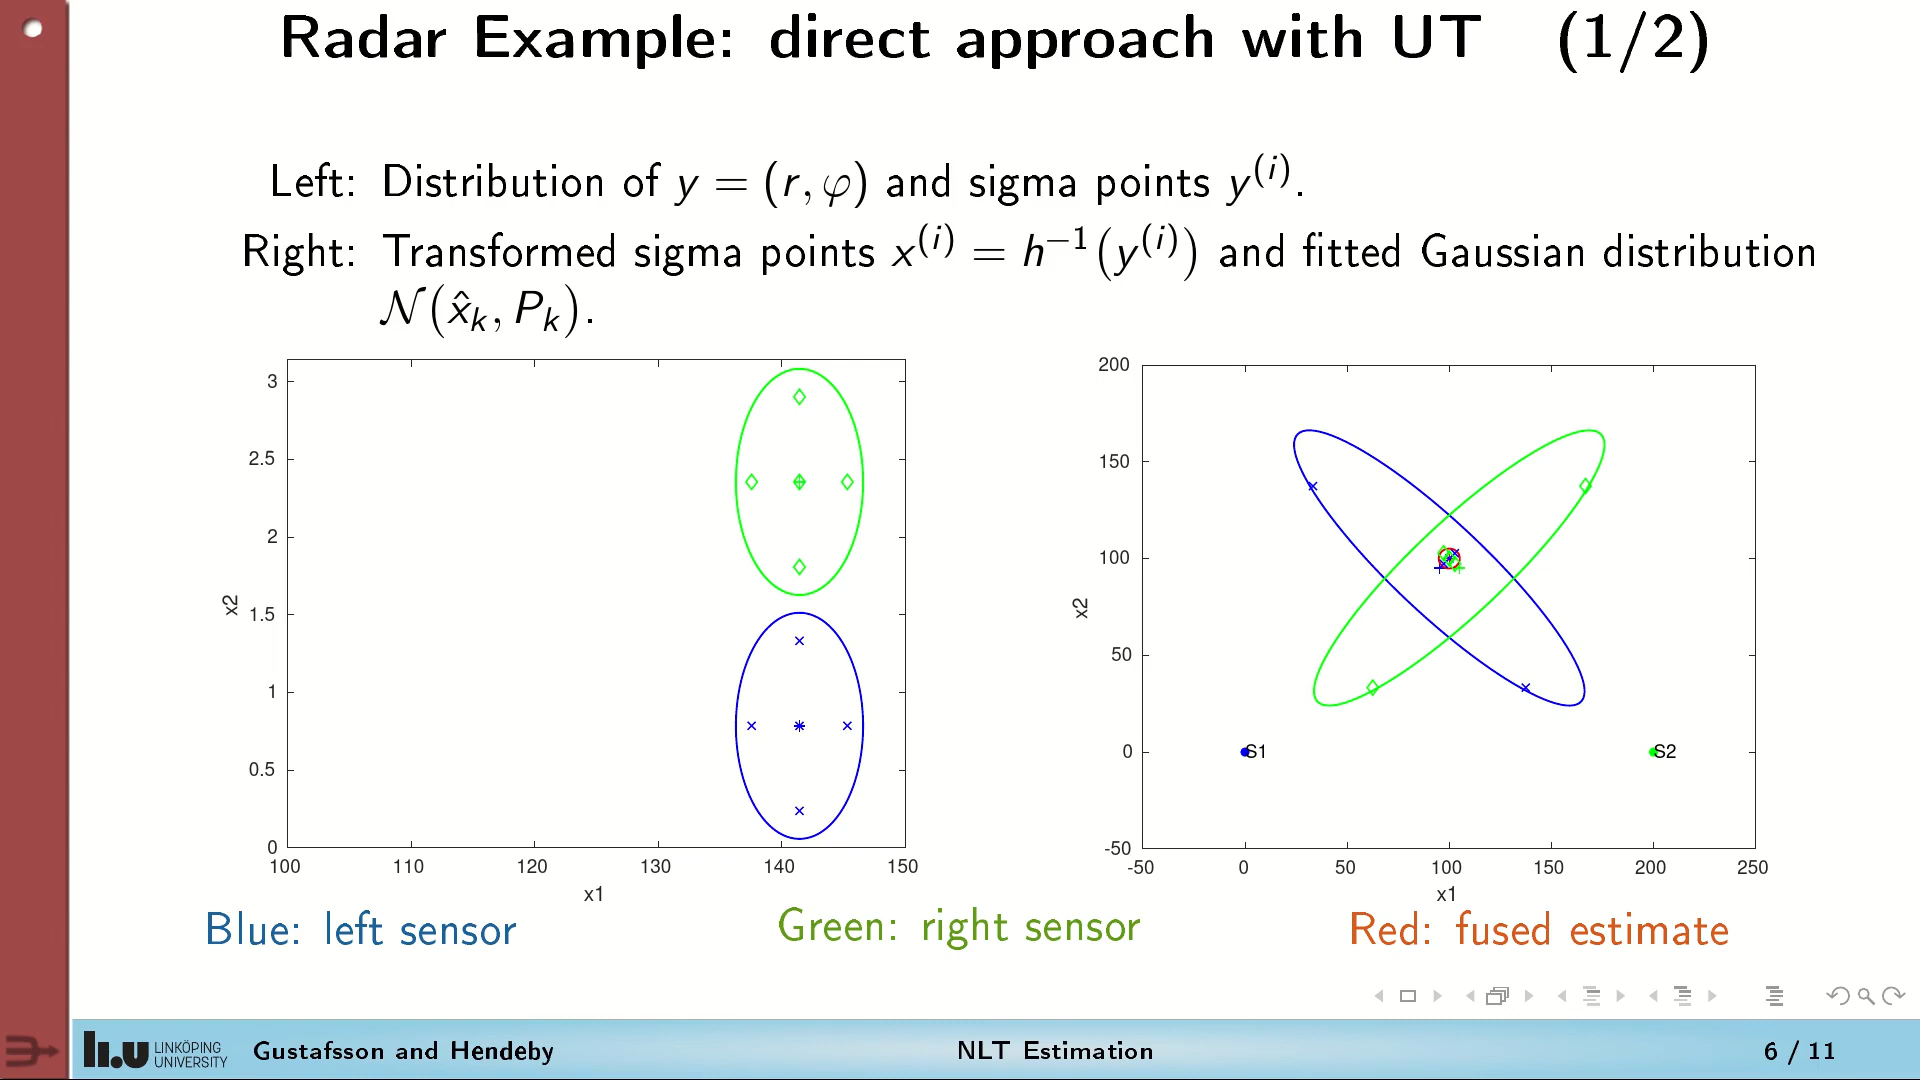 Radar Example: direct approach with UT (1/2)
Left: Distribution of y = (r, φ) and sigma points y^(i).
Right: Transformed sigma points x^(i) = h^−1(y^(i)) and fitted Gaussian distribution
𝒩(x̂_k, P_k).
3
2.5
2
1.5
1
0.5
0
x2
100 110 120 130 140 150
x1
200
150
100
50
0
-50
x2
S1
S2
-50 0 50 100 150 200 250
x1
Blue: left sensor
Green: right sensor
Red: fused estimate
LINKÖPING
UNIVERSITY
li.u
Gustafsson and Hendeby
NLT Estimation
6 / 11